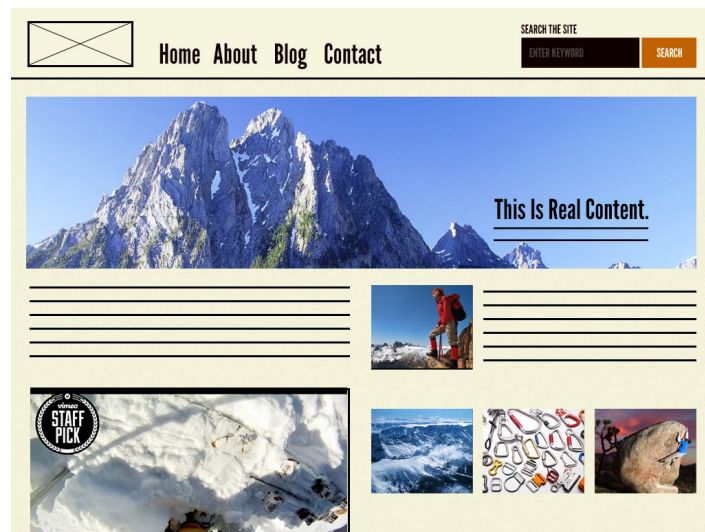 SEARCH THE SITE
Home About Blog Contact
ENTER KEYWORD
SEARCH
This Is Real Content.
vimeo
STAFF
PICK